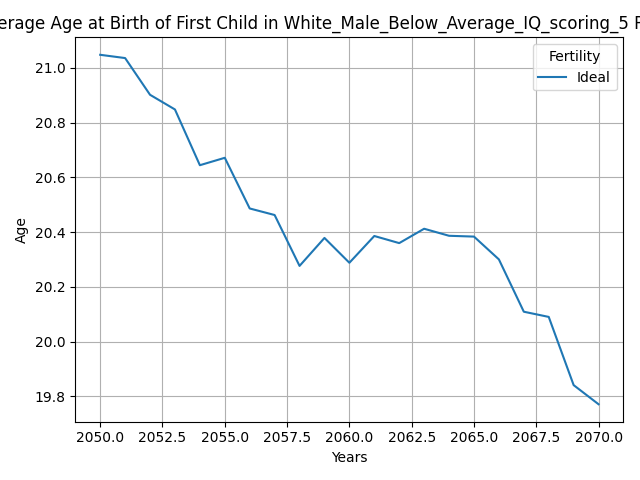 Average Age at Birth of First Child in White_Male_Below_Average_IQ_scoring_5
Fertility
Ideal
21.0
20.8
20.6
20.4
20.2
20.0
19.8
Age
2050.0 2052.5 2055.0 2057.5 2060.0 2062.5 2065.0 2067.5 2070.0
Years